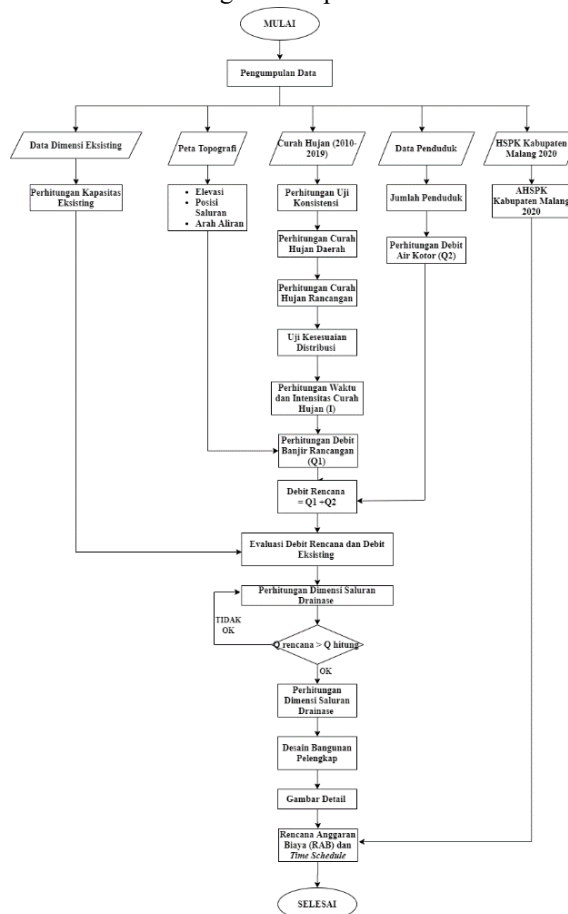 MULAI
Pengumpulan Data
Data Dimensi Eksisting
Peta Topografi
Curah Hujan (2010-
2019)
Data Penduduk
HSPK Kabupaten
Malang 2020
Perhitungan Kapasitas
Eksisting
• Elevasi
• Posisi
Saluran
• Arah Aliran
Perhitungan Uji
Konsistensi
Jumlah Penduduk
AHSPK
Kabupaten Malang
2020
Perhitungan Curah
Hujan Daerah
Perhitungan Debit
Air Kotor (Q2)
Perhitungan Curah
Hujan Rancangan
Uji Kesesuaian
Distribusi
Perhitungan Waktu
dan Intensitas Curah
Hujan (I)
Perhitungan Debit
Banjir Rancangan
(Q1)
Debit Rencana
= Q1 +Q2
Evaluasi Debit Rencana dan Debit
Eksisting
Perhitungan Dimensi Saluran
Drainase
TIDAK
OK
Q rencana > Q hitung
OK
Perhitungan
Dimensi Saluran
Drainase
Desain Bangunan
Pelengkap
Gambar Detail
Rencana Anggaran
Biaya (RAB) dan
Time Schedule
SELESAI